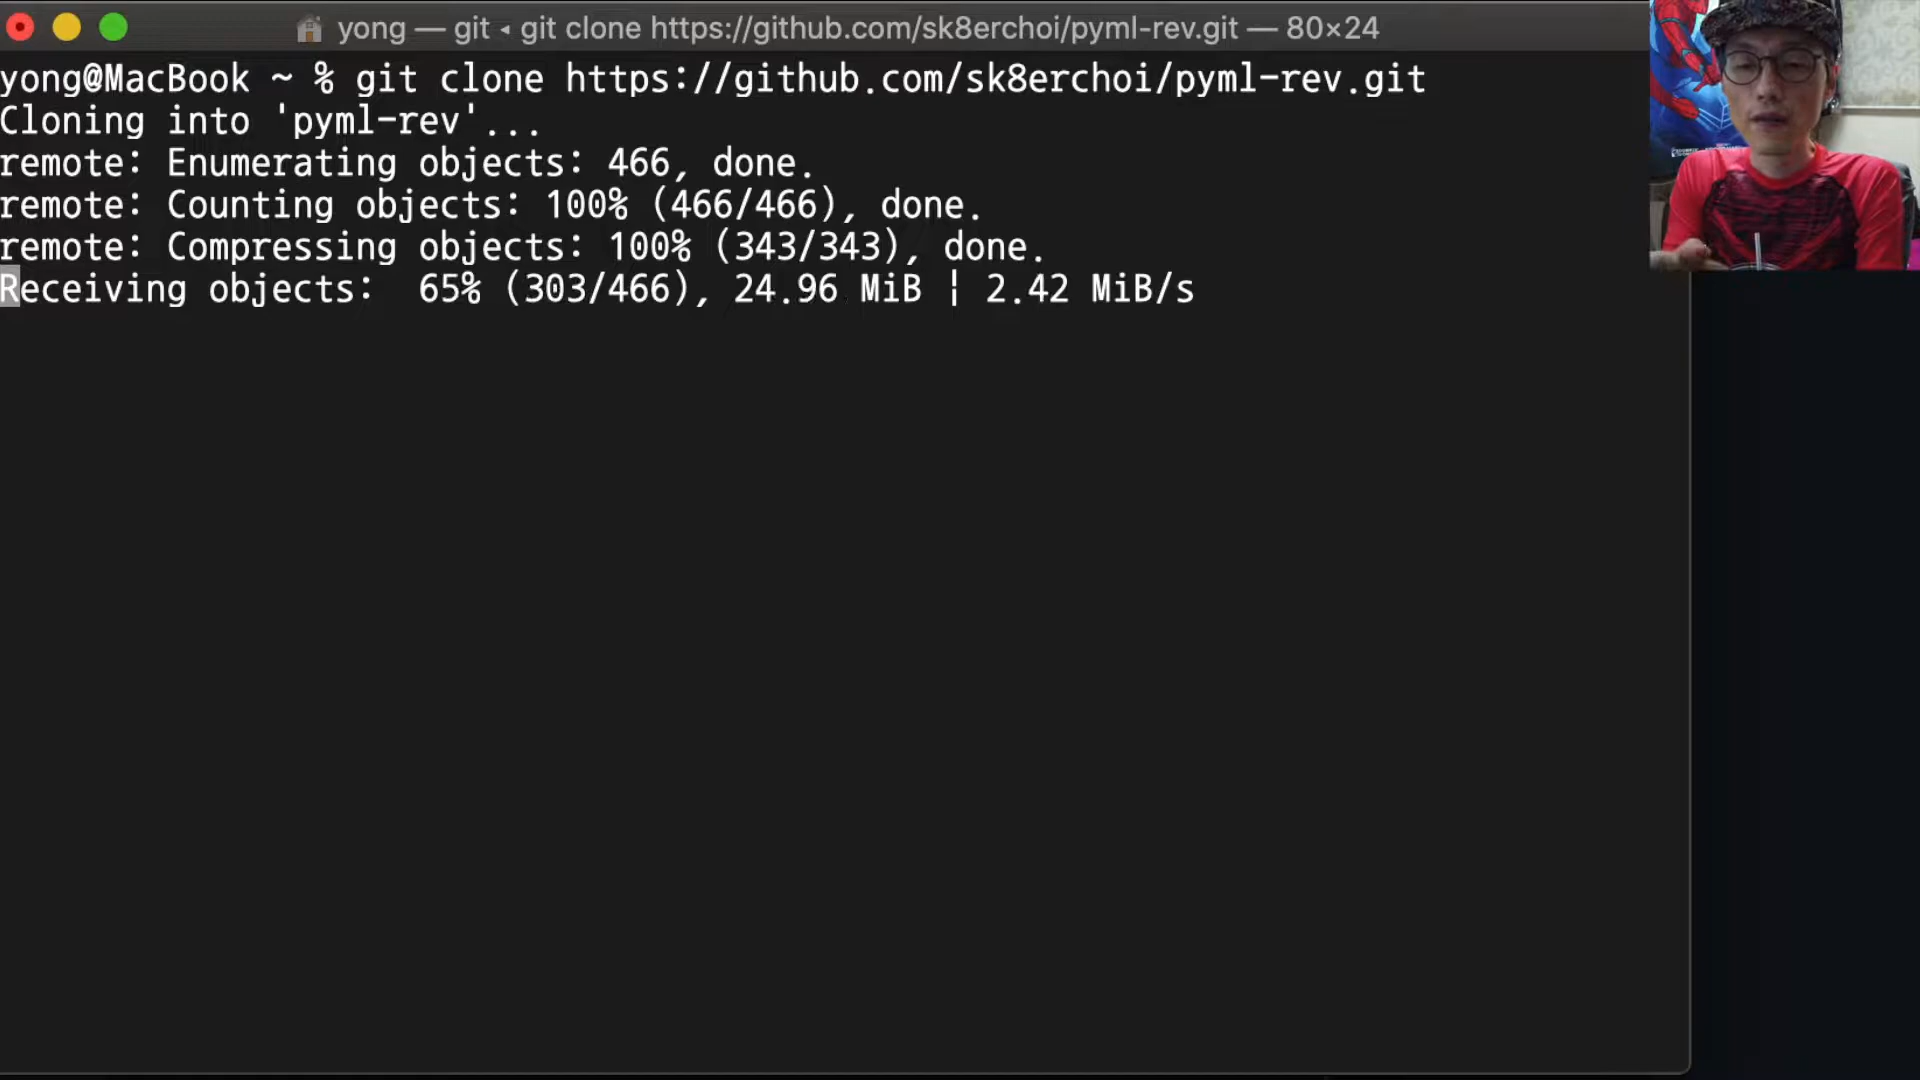 yong — git ◂ git clone https://github.com/sk8erchoi/pyml-rev.git — 80×24
yong@MacBook ~ % git clone https://github.com/sk8erchoi/pyml-rev.git
Cloning into 'pyml-rev'...
remote: Enumerating objects: 466, done.
remote: Counting objects: 100% (466/466), done.
remote: Compressing objects: 100% (343/343), done.
Receiving objects:  65% (303/466), 24.96 MiB | 2.42 MiB/s